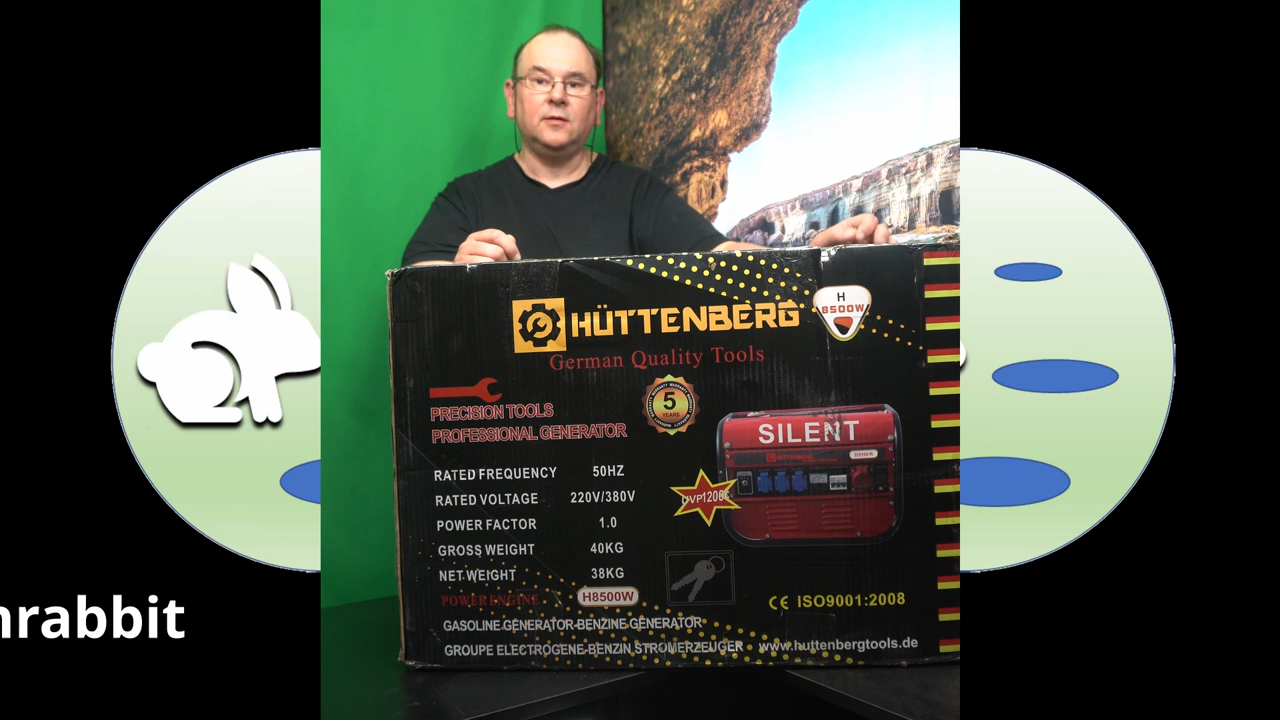 HÜTTENBERG
H
8500W
German Quality Tools
5
YEARS
PRECISION TOOLS
PROFESSIONAL GENERATOR
SILENT
HÜTTENBERG
H8500W
RATED FREQUENCY 50HZ
RATED VOLTAGE 220V/380V
POWER FACTOR 1.0
GROSS WEIGHT 40KG
NET WEIGHT 38KG
POWER ENGINE H8500W
CE ISO9001:2008
GASOLINE GENERATOR-BENZINE GENERATOR
GROUPE ELECTROGENE-BENZIN STROMERZEUGER www.huttenbergtools.de
nrabbit